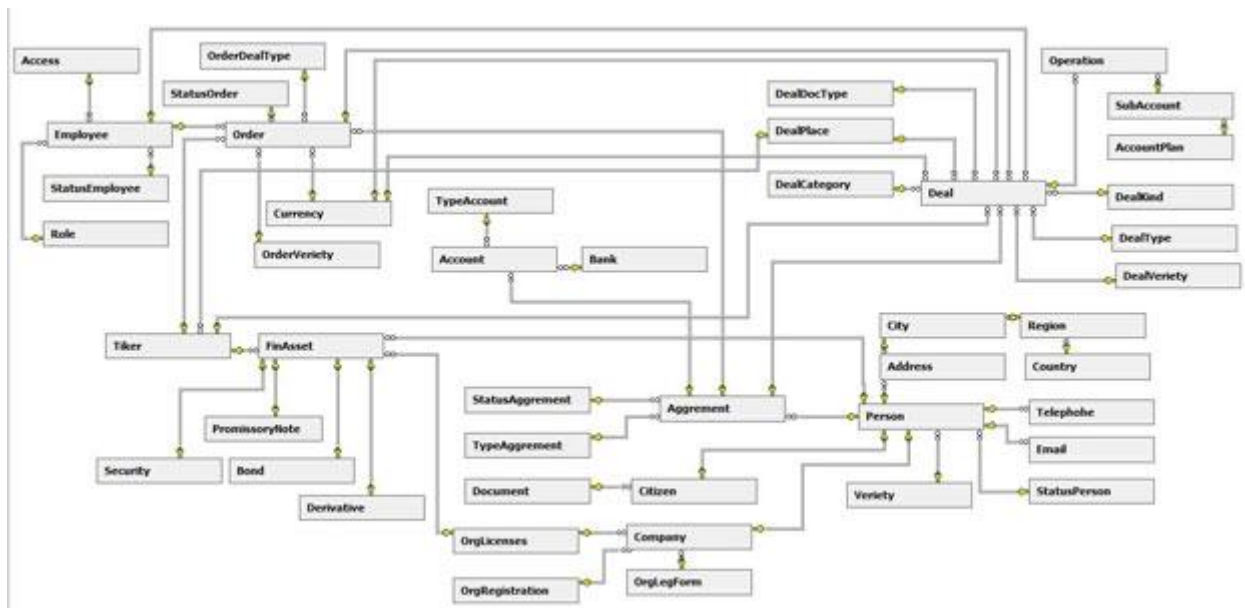 Access
OrderDealType
StatusOrder
Employee
Order
StatusEmployee
Role
Currency
OrderVeriety
TypeAccount
Account
Bank
Operation
DealDocType
SubAccount
DealPlace
AccountPlan
DealCategory
Deal
DealKind
DealType
DealVeriety
Tiker
FinAsset
City
Region
Address
Country
PromissoryNote
Security
Bond
Derivative
StatusAggrement
Aggrement
TypeAggrement
Person
Telephohe
Email
StatusPerson
Veriety
Document
Citizen
OrgLicenses
Company
OrgRegistration
OrgLegForm